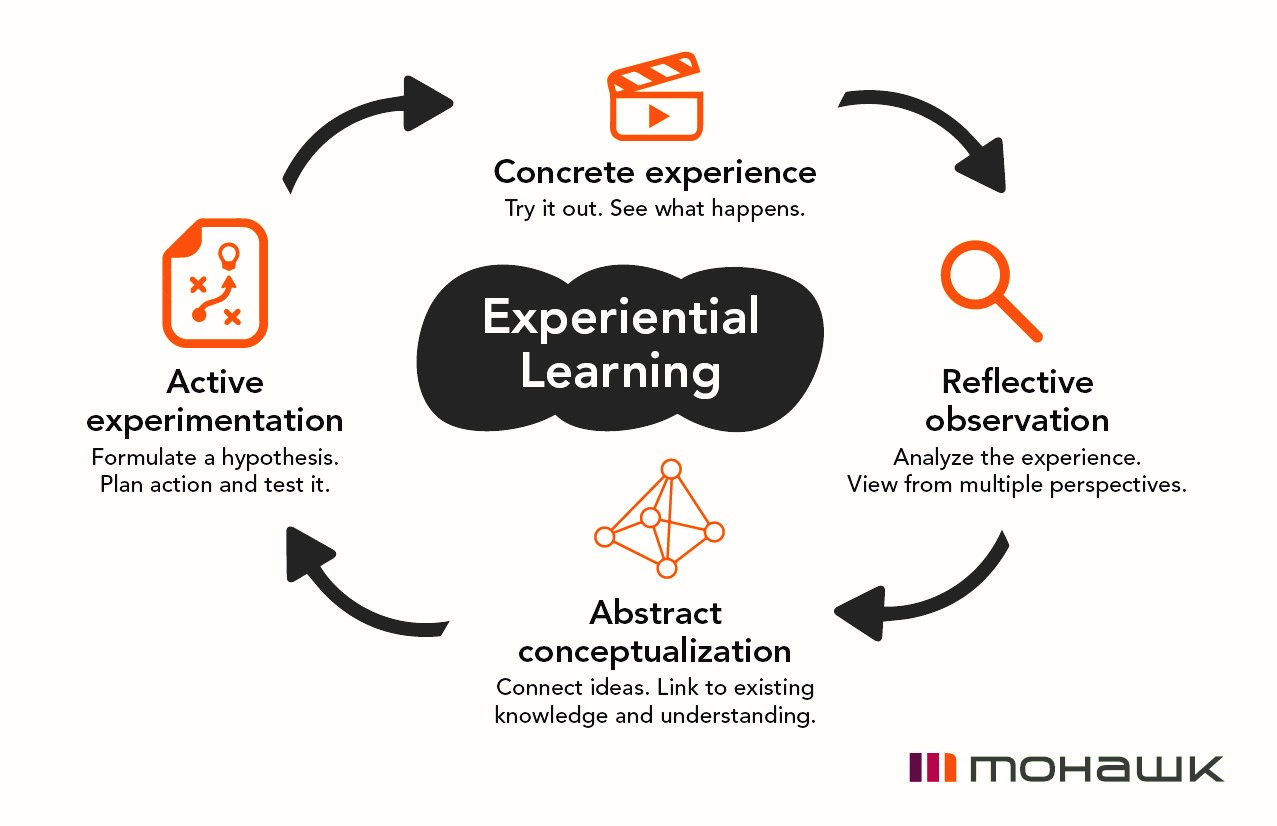 Concrete experience
Try it out. See what happens.
Experiential
Learning
Active
experimentation
Formulate a hypothesis.
Plan action and test it.
Reflective
observation
Analyze the experience.
View from multiple perspectives.
Abstract
conceptualization
Connect ideas. Link to existing
knowledge and understanding.
mohawk